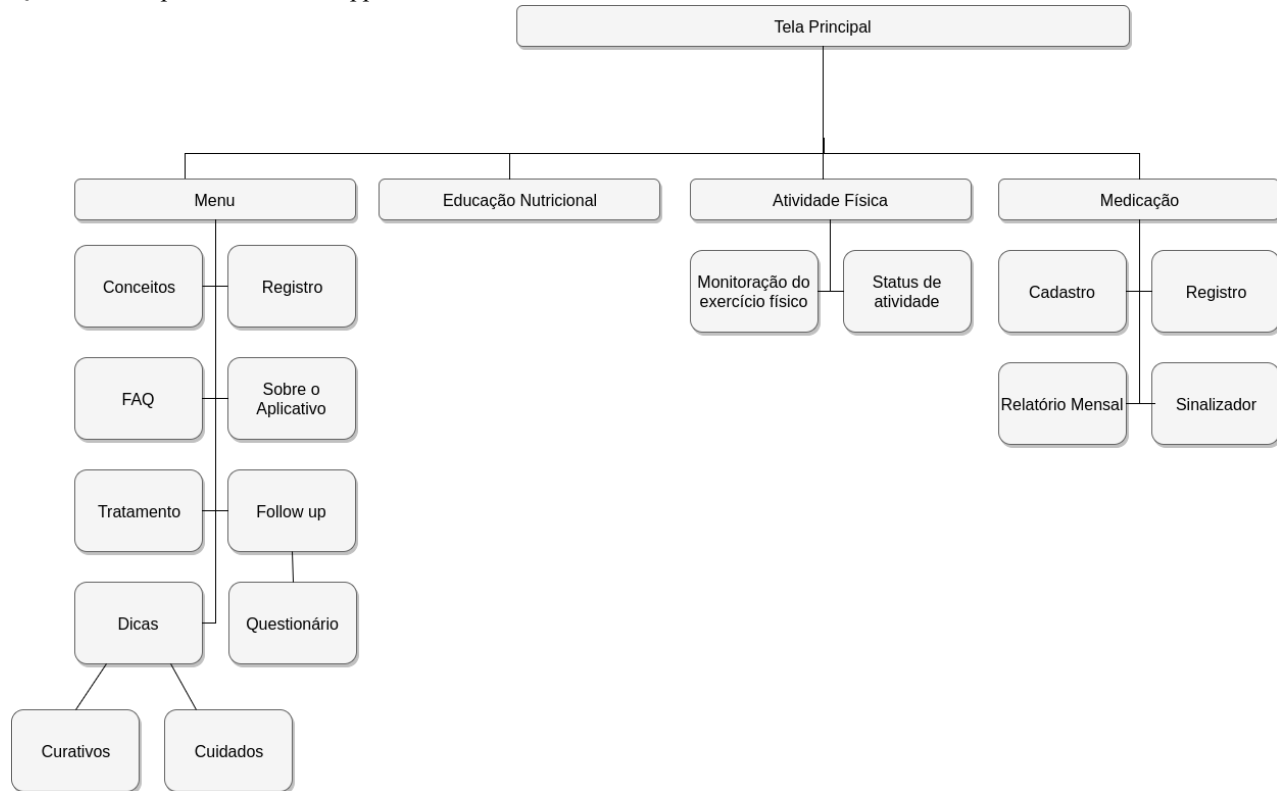 Tela Principal
Menu
Educação Nutricional
Atividade Física
Medicação
Conceitos
Registro
Monitoração do
exercício físico
Status de
atividade
Cadastro
Registro
FAQ
Sobre o
Aplicativo
Relatório Mensal
Sinalizador
Tratamento
Follow up
Dicas
Questionário
Curativos
Cuidados